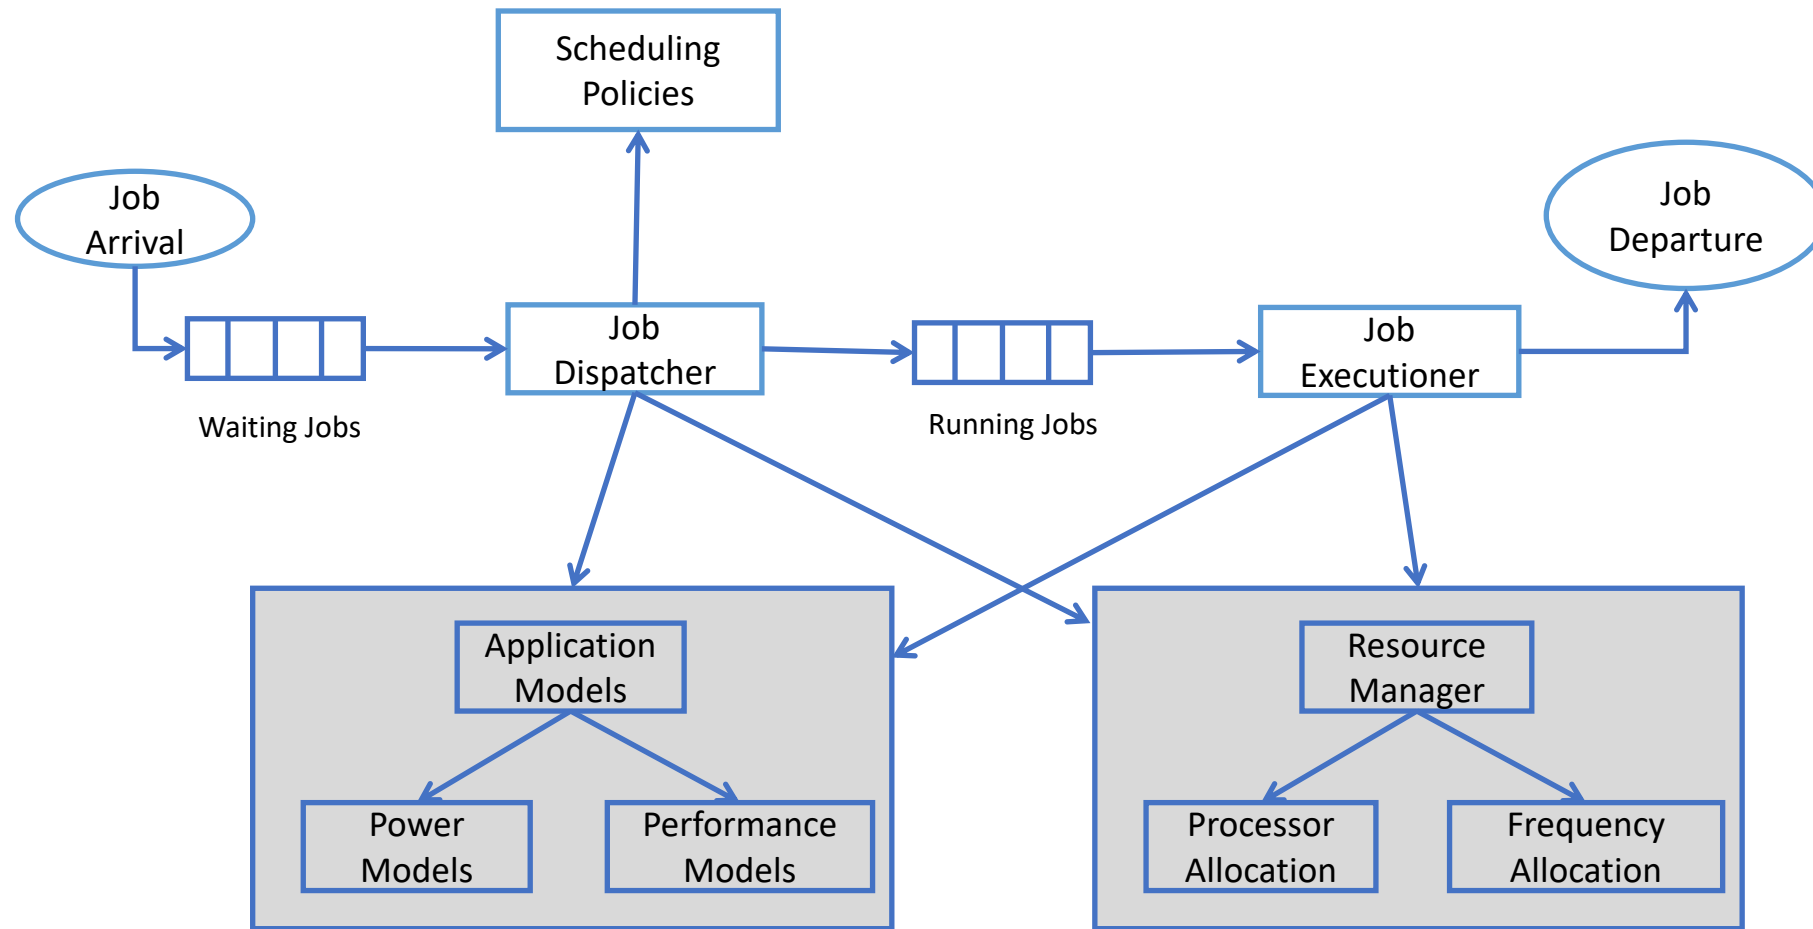 Scheduling
Policies
Job
Arrival
Job
Departure
Job
Dispatcher
Job
Executioner
Waiting Jobs
Running Jobs
Application
Models
Resource
Manager
Power
Models
Performance
Models
Processor
Allocation
Frequency
Allocation